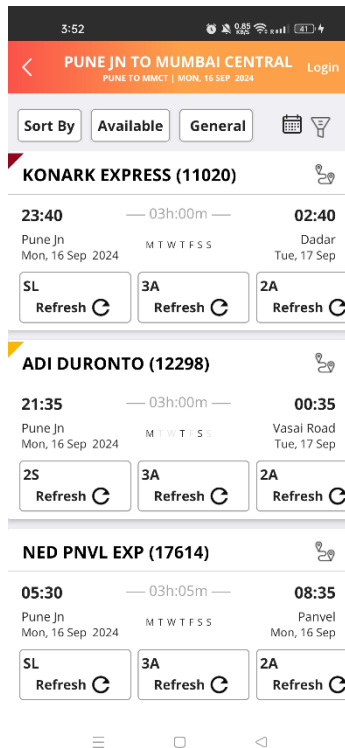 3:52
0.85 KB/S
41
PUNE JN TO MUMBAI CENTRAL
Login
PUNE TO MMCT | MON, 16 SEP 2024
Sort By
Available
General
KONARK EXPRESS (11020)
23:40
03h:00m
02:40
Pune Jn
M T W T F S S
Dadar
Mon, 16 Sep 2024
Tue, 17 Sep
SL
3A
2A
Refresh
Refresh
Refresh
ADI DURONTO (12298)
21:35
03h:00m
00:35
Pune Jn
M T W T F S S
Vasai Road
Mon, 16 Sep 2024
Tue, 17 Sep
2S
3A
2A
Refresh
Refresh
Refresh
NED PNVL EXP (17614)
05:30
03h:05m
08:35
Pune Jn
M T W T F S S
Panvel
Mon, 16 Sep 2024
Mon, 16 Sep
SL
3A
2A
Refresh
Refresh
Refresh